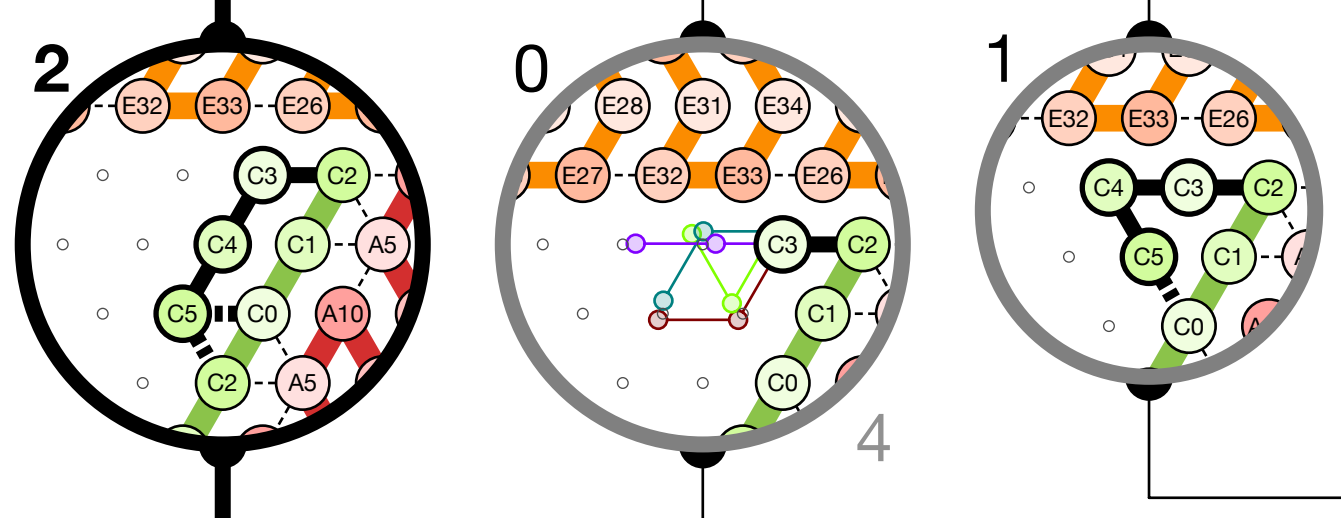 2
E32 E33 E26
C3 C2
C4 C1 A5
C5 C0 A10
C2 A5
0
E28 E31 E34
E27 E32 E33 E26
C3 C2
C1
C0
4
1
E32 E33 E26
C4 C3 C2
C5 C1
C0